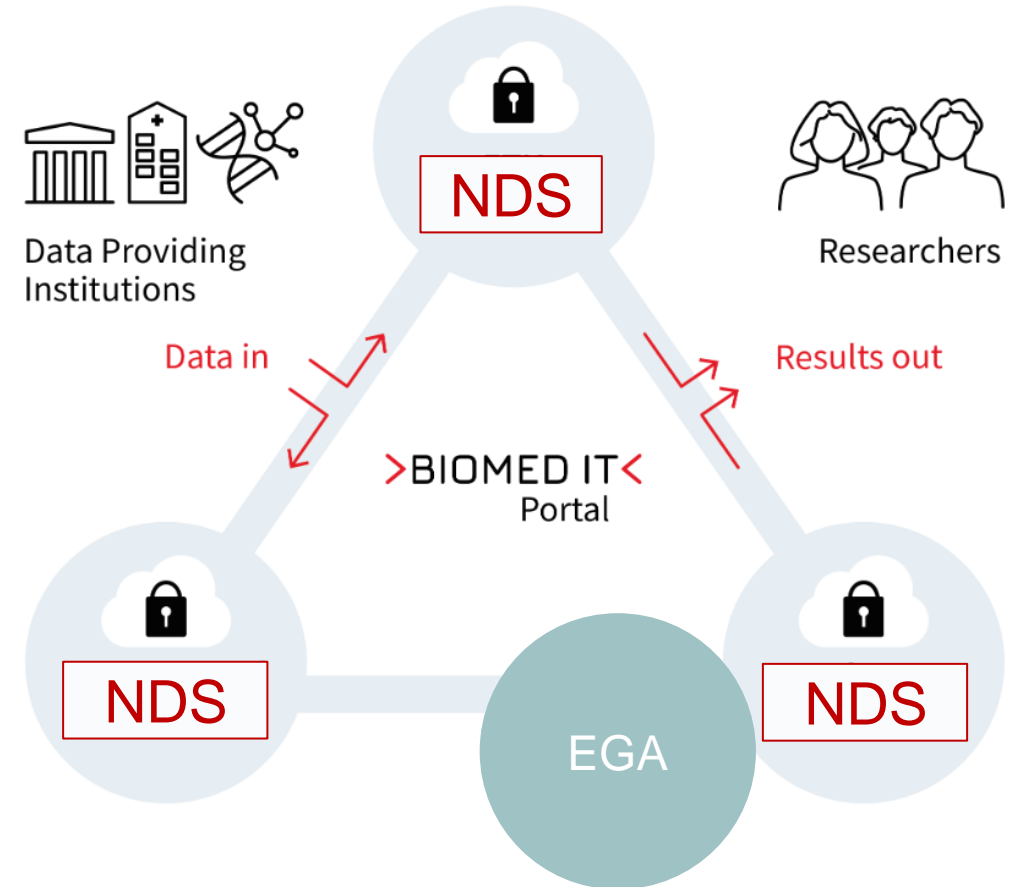 NDS
Data Providing
Institutions
Researchers
Data in
Results out
>BIOMED IT<
Portal
NDS
NDS
EGA